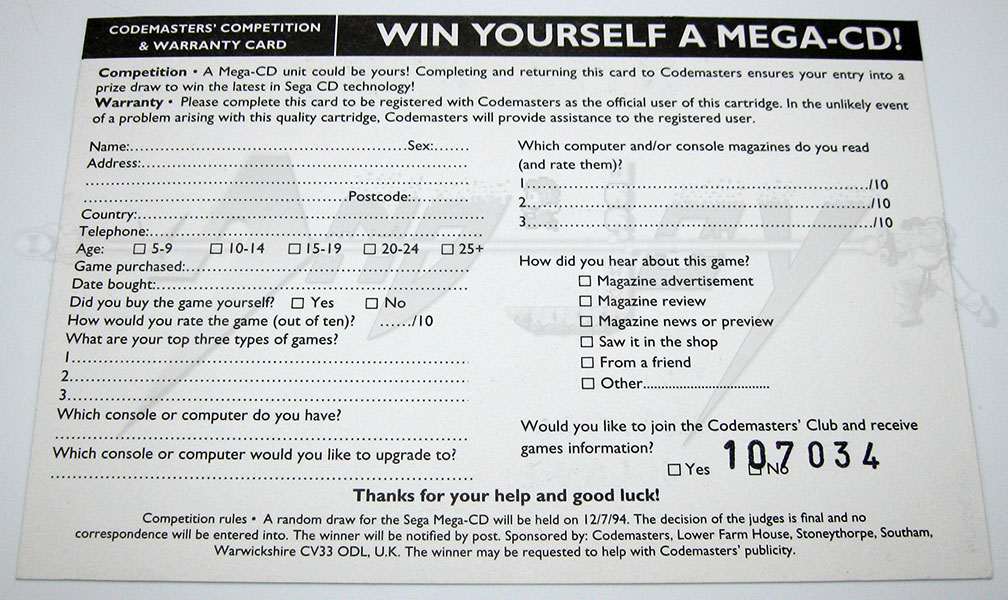 CODEMASTERS' COMPETITION
& WARRANTY CARD
WIN YOURSELF A MEGA-CD!
Competition • A Mega-CD unit could be yours! Completing and returning this card to Codemasters ensures your entry into a
prize draw to win the latest in Sega CD technology!
Warranty • Please complete this card to be registered with Codemasters as the official user of this cartridge. In the unlikely event
of a problem arising with this quality cartridge, Codemasters will provide assistance to the registered user.
Name:..................................................Sex:.......
Address:..................................................
..................................................
..................................................Postcode:..........
Country:..................................................
Telephone:..................................................
Age: □ 5-9 □ 10-14 □ 15-19 □ 20-24 □ 25+
Game purchased:..................................................
Date bought:..................................................
Did you buy the game yourself? □ Yes □ No
How would you rate the game (out of ten)? ....../10
What are your top three types of games?
1..................................................
2..................................................
3..................................................
Which console or computer do you have?
..................................................
Which console or computer would you like to upgrade to?
..................................................
Which computer and/or console magazines do you read
(and rate them)?
1................................................../10
2................................................../10
3................................................../10
How did you hear about this game?
□ Magazine advertisement
□ Magazine review
□ Magazine news or preview
□ Saw it in the shop
□ From a friend
□ Other..............................
Would you like to join the Codemasters' Club and receive
games information?
□ Yes □ No
107034
Thanks for your help and good luck!
Competition rules • A random draw for the Sega Mega-CD will be held on 12/7/94. The decision of the judges is final and no
correspondence will be entered into. The winner will be notified by post. Sponsored by: Codemasters, Lower Farm House, Stoneythorpe, Southam,
Warwickshire CV33 ODL, U.K. The winner may be requested to help with Codemasters' publicity.
ANDJEY